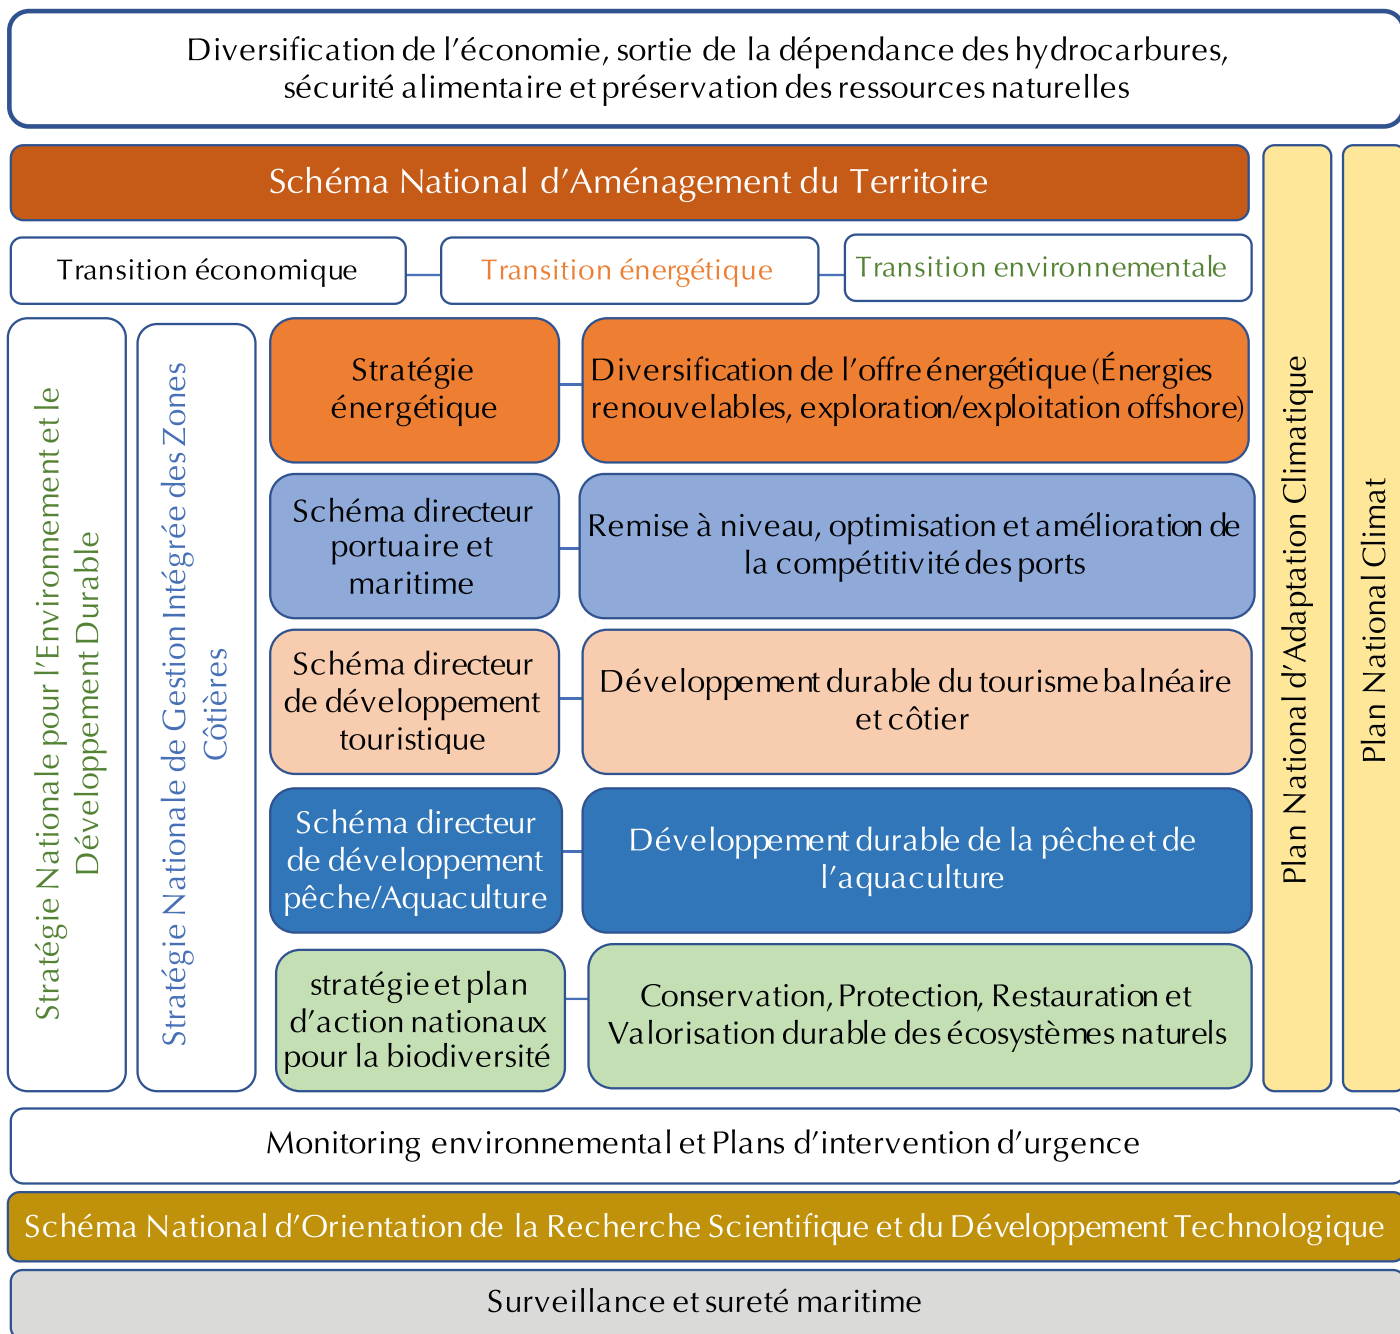 Diversification de l’économie, sortie de la dépendance des hydrocarbures,
sécurité alimentaire et préservation des ressources naturelles
Schéma National d’Aménagement du Territoire
Transition économique
Transition énergétique
Transition environnementale
Stratégie Nationale pour l’Environnement et le
Développement Durable
Stratégie Nationale de Gestion Intégrée des Zones
Côtières
Stratégie
énergétique
Diversification de l’offre énergétique (Énergies
renouvelables, exploration/exploitation offshore)
Schéma directeur
portuaire et
maritime
Remise à niveau, optimisation et amélioration de
la compétitivité des ports
Schéma directeur
de développement
touristique
Développement durable du tourisme balnéaire
et côtier
Schéma directeur
de développement
pêche/Aquaculture
Développement durable de la pêche et de
l’aquaculture
stratégie et plan
d’action nationaux
pour la biodiversité
Conservation, Protection, Restauration et
Valorisation durable des écosystèmes naturels
Plan National d’Adaptation Climatique
Plan National Climat
Monitoring environnemental et Plans d’intervention d’urgence
Schéma National d’Orientation de la Recherche Scientifique et du Développement Technologique
Surveillance et sureté maritime